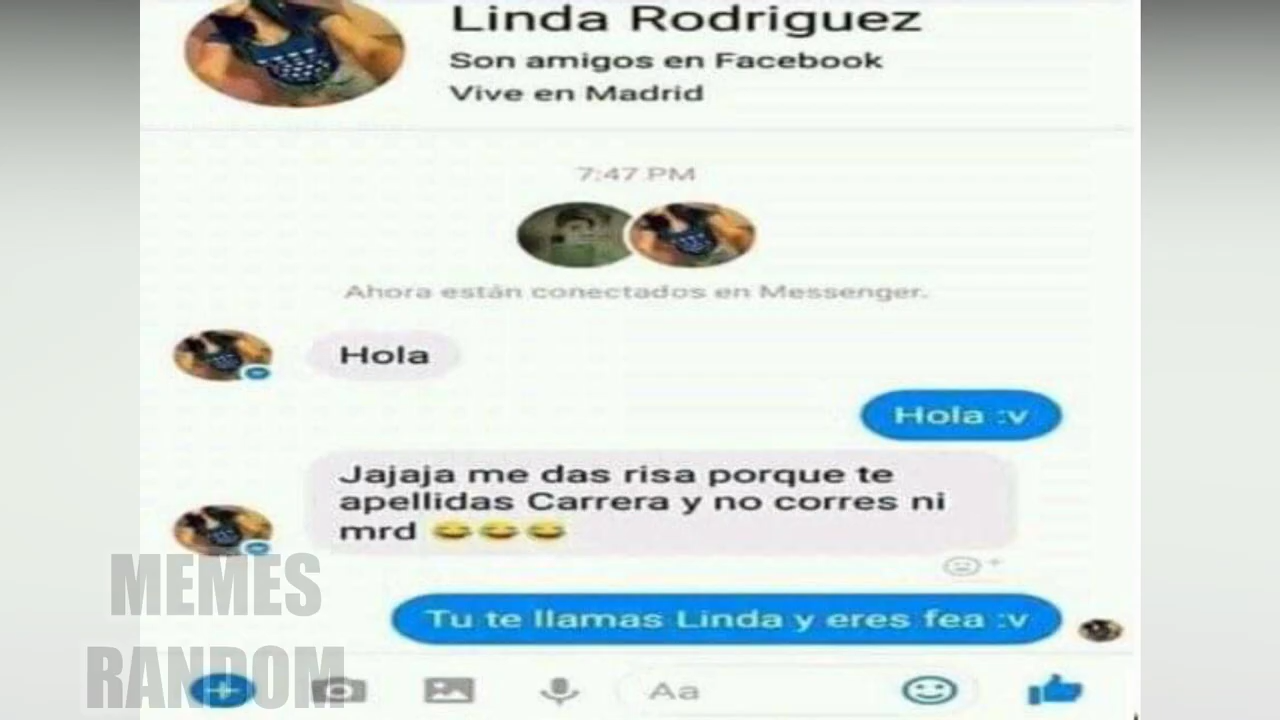 Linda Rodriguez
Son amigos en Facebook
Vive en Madrid
7:47 PM
Ahora están conectados en Messenger.
Hola
Hola :v
Jajaja me das risa porque te
apellidas Carrera y no corres ni
mrd 😂😂😂
Tu te llamas Linda y eres fea :v
MEMES
RANDOM
Aa